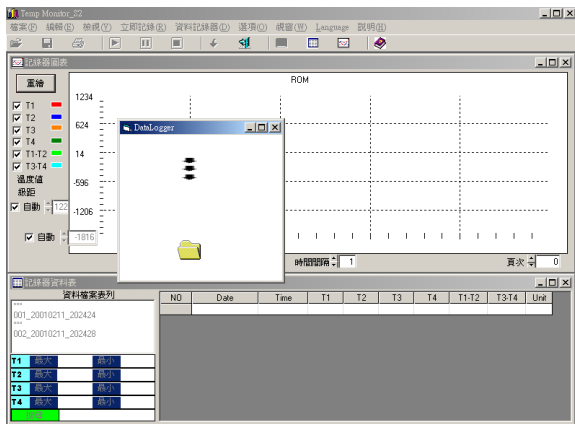 Temp Monitor_S2
檔案(F) 編輯(E) 檢視(V) 立即記錄(R) 資料記錄器(D) 選項(O) 視窗(W) Language 說明(H)
記錄器圖表
重繪
ROM
T1
T2
T3
T4
T1-T2
T3-T4
溫度值
級距
自動 122
自動
1234
624
14
-596
-1206
-1816
DataLogger
時間間隔 1
頁次 0
記錄器資料表
資料檔案表列
***
001_20010211_202424
***
002_20010211_202428
T1 最大 最小
T2 最大 最小
T3 最大 最小
T4 最大 最小
NO Date Time T1 T2 T3 T4 T1-T2 T3-T4 Unit